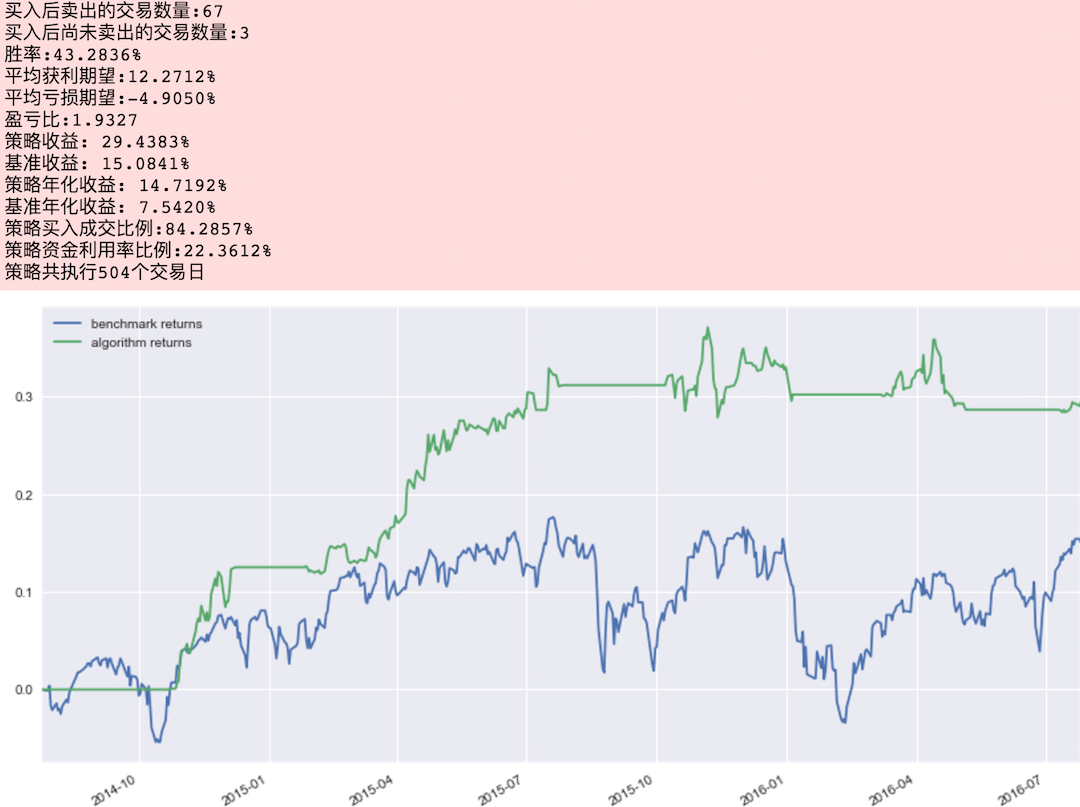 买入后卖出的交易数量:67
买入后尚未卖出的交易数量:3
胜率:43.2836%
平均获利期望:12.2712%
平均亏损期望:-4.9050%
盈亏比:1.9327
策略收益: 29.4383%
基准收益: 15.0841%
策略年化收益: 14.7192%
基准年化收益: 7.5420%
策略买入成交比例:84.2857%
策略资金利用率比例:22.3612%
策略共执行504个交易日
benchmark returns
algorithm returns
0.3
0.2
0.1
0.0
2014-10
2015-01
2015-04
2015-07
2015-10
2016-01
2016-04
2016-07